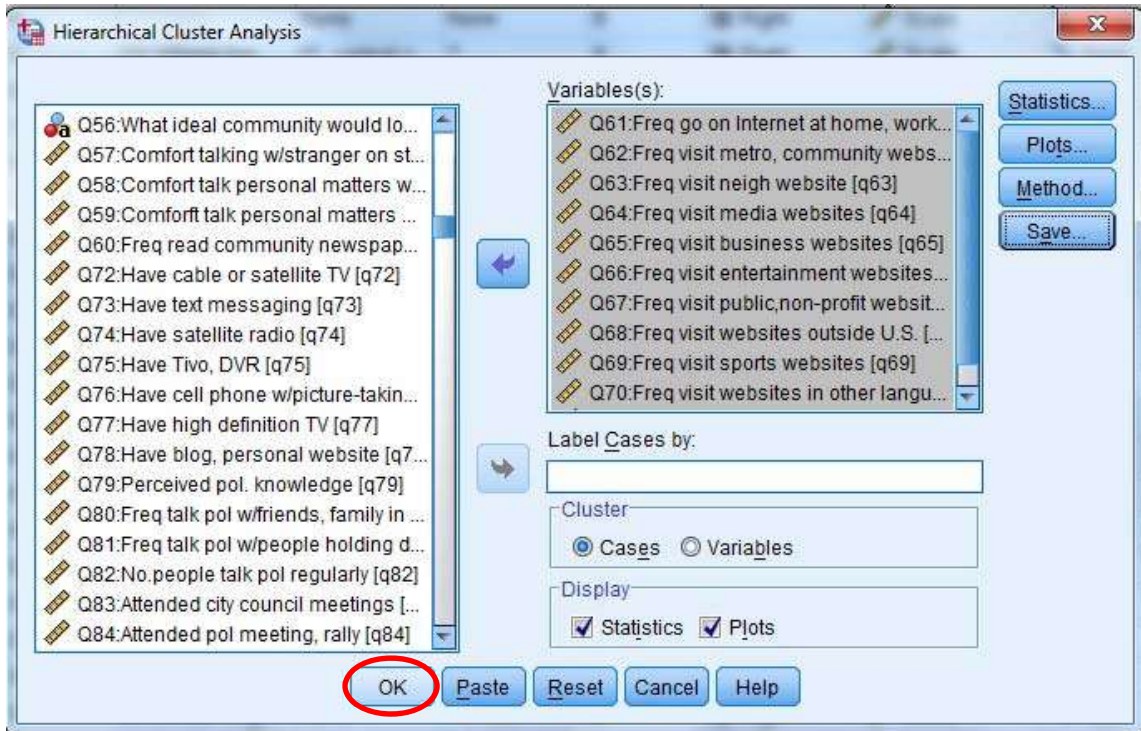 Hierarchical Cluster Analysis
Q56:What ideal community would lo...
Q57:Comfort talking w/stranger on st...
Q58:Comfort talk personal matters w...
Q59:Comforft talk personal matters ...
Q60:Freq read community newspap...
Q72:Have cable or satellite TV [q72]
Q73:Have text messaging [q73]
Q74:Have satellite radio [q74]
Q75:Have Tivo, DVR [q75]
Q76:Have cell phone w/picture-takin...
Q77:Have high definition TV [q77]
Q78:Have blog, personal website [q7...
Q79:Perceived pol. knowledge [q79]
Q80:Freq talk pol w/friends, family in ...
Q81:Freq talk pol w/people holding d...
Q82:No.people talk pol regularly [q82]
Q83:Attended city council meetings [...
Q84:Attended pol meeting, rally [q84]
Variables(s):
Q61:Freq go on Internet at home, work...
Q62:Freq visit metro, community webs...
Q63:Freq visit neigh website [q63]
Q64:Freq visit media websites [q64]
Q65:Freq visit business websites [q65]
Q66:Freq visit entertainment websites...
Q67:Freq visit public,non-profit websit...
Q68:Freq visit websites outside U.S. [...
Q69:Freq visit sports websites [q69]
Q70:Freq visit websites in other langu...
Label Cases by:
Cluster
Cases Variables
Display
Statistics Plots
Statistics...
Plots...
Method...
Save...
OK Paste Reset Cancel Help